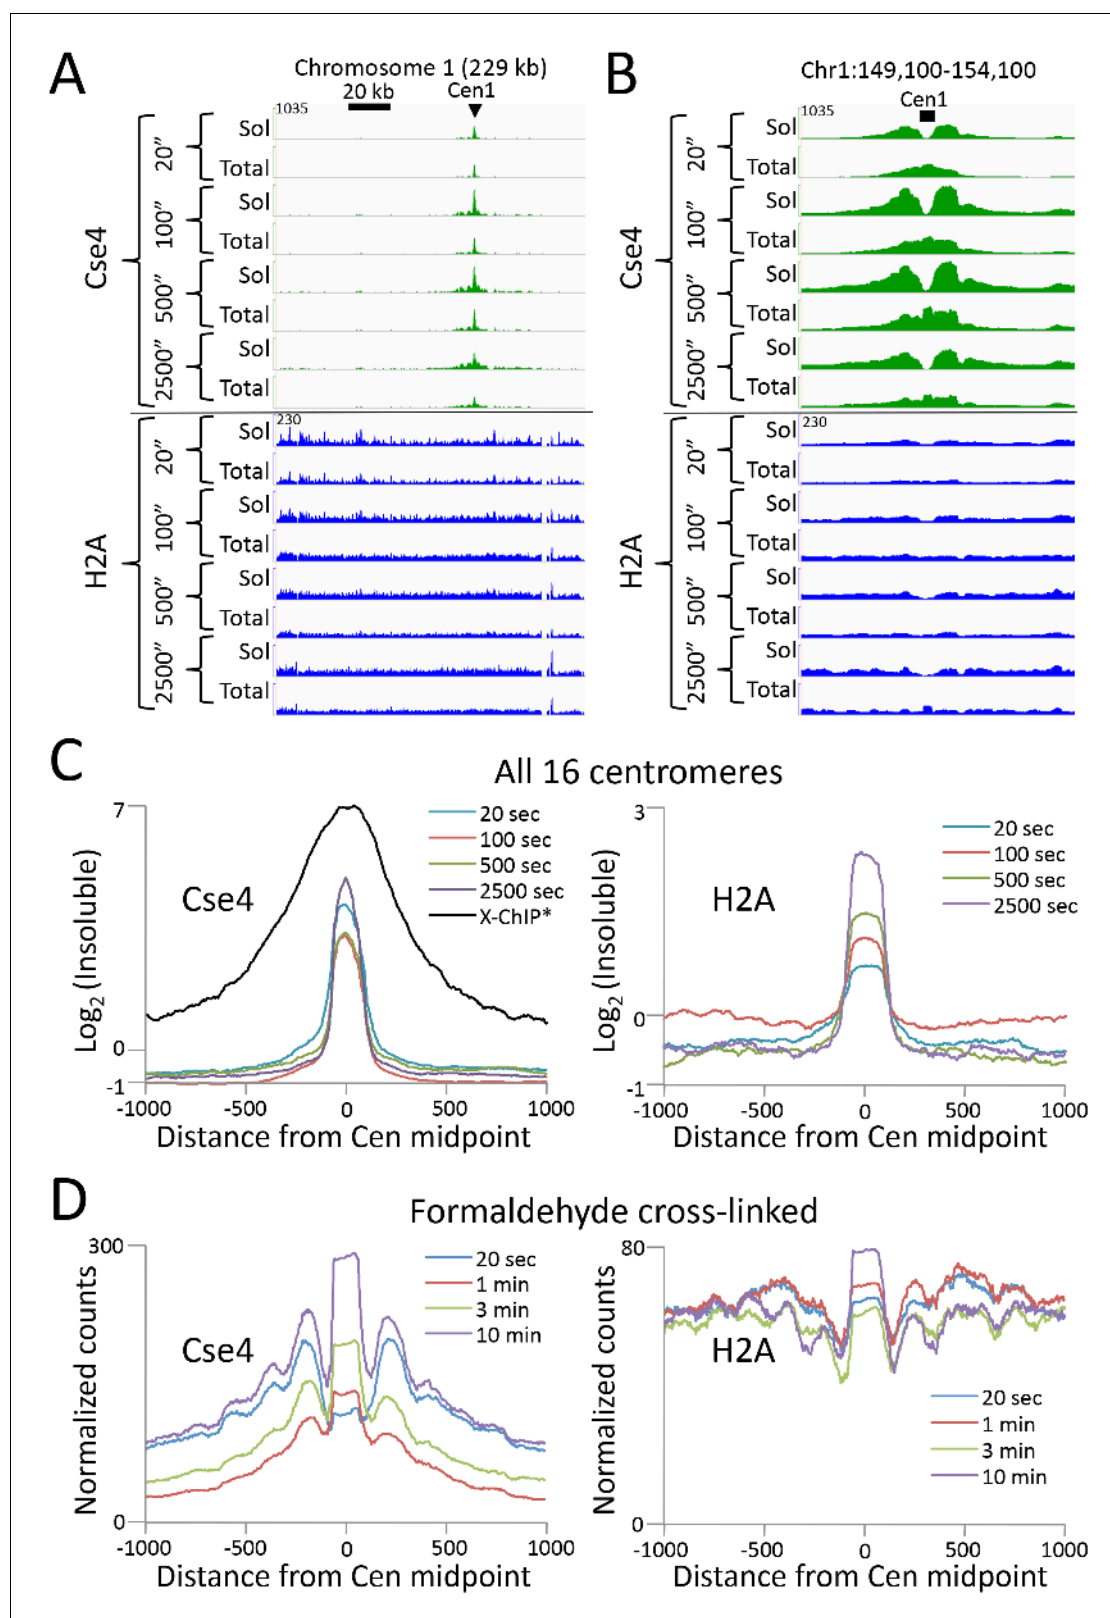 A
Chromosome 1 (229 kb)
20 kb
Cen1
1035
Cse4
20”
Sol
Total
100”
Sol
Total
500”
Sol
Total
2500”
Sol
Total
230
H2A
20”
Sol
Total
100”
Sol
Total
500”
Sol
Total
2500”
Sol
Total
B
Chr1:149,100-154,100
Cen1
1035
Cse4
20”
Sol
Total
100”
Sol
Total
500”
Sol
Total
2500”
Sol
Total
230
H2A
20”
Sol
Total
100”
Sol
Total
500”
Sol
Total
2500”
Sol
Total
C
All 16 centromeres
Log2 (Insoluble)
7
0
-1
Cse4
20 sec
100 sec
500 sec
2500 sec
X-ChIP*
-1000 -500 0 500 1000
Distance from Cen midpoint
Log2 (Insoluble)
3
0
-1
H2A
20 sec
100 sec
500 sec
2500 sec
-1000 -500 0 500 1000
Distance from Cen midpoint
D
Formaldehyde cross-linked
Normalized counts
300
0
Cse4
20 sec
1 min
3 min
10 min
-1000 -500 0 500 1000
Distance from Cen midpoint
Normalized counts
80
0
H2A
20 sec
1 min
3 min
10 min
-1000 -500 0 500 1000
Distance from Cen midpoint